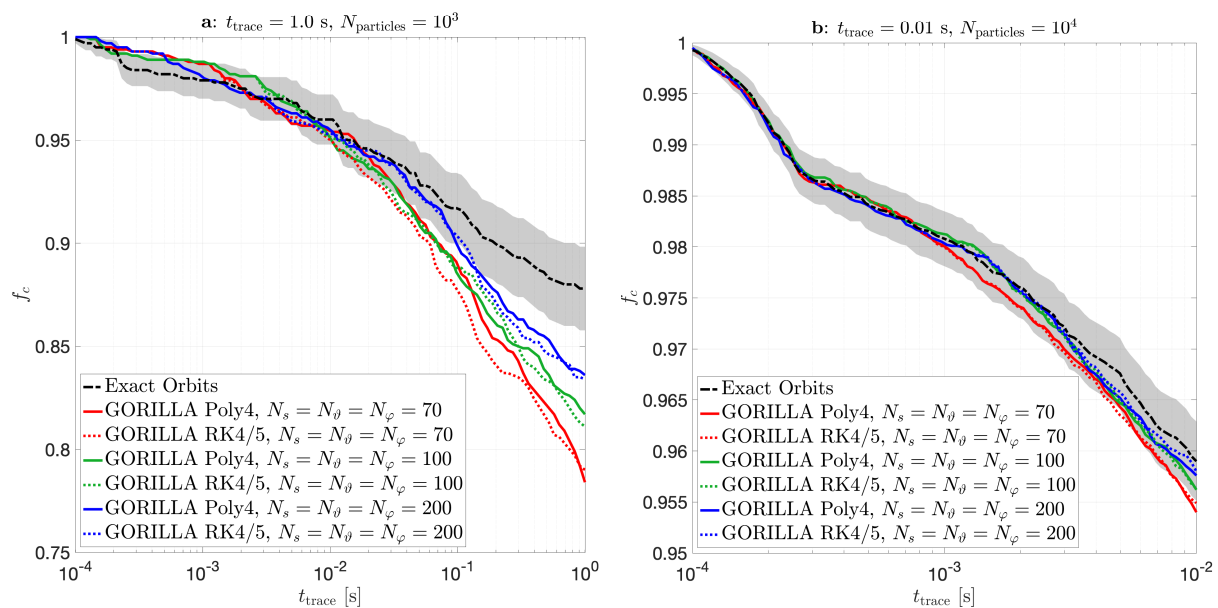 a: t_trace = 1.0 s, N_particles = 10^3
1
0.95
0.9
0.85
0.8
0.75
f_c
Exact Orbits
GORILLA Poly4, N_s = N_ϑ = N_φ = 70
GORILLA RK4/5, N_s = N_ϑ = N_φ = 70
GORILLA Poly4, N_s = N_ϑ = N_φ = 100
GORILLA RK4/5, N_s = N_ϑ = N_φ = 100
GORILLA Poly4, N_s = N_ϑ = N_φ = 200
GORILLA RK4/5, N_s = N_ϑ = N_φ = 200
10^-4 10^-3 10^-2 10^-1 10^0
t_trace [s]
b: t_trace = 0.01 s, N_particles = 10^4
1
0.995
0.99
0.985
0.98
0.975
0.97
0.965
0.96
0.955
0.95
f_c
Exact Orbits
GORILLA Poly4, N_s = N_ϑ = N_φ = 70
GORILLA RK4/5, N_s = N_ϑ = N_φ = 70
GORILLA Poly4, N_s = N_ϑ = N_φ = 100
GORILLA RK4/5, N_s = N_ϑ = N_φ = 100
GORILLA Poly4, N_s = N_ϑ = N_φ = 200
GORILLA RK4/5, N_s = N_ϑ = N_φ = 200
10^-4 10^-3 10^-2
t_trace [s]